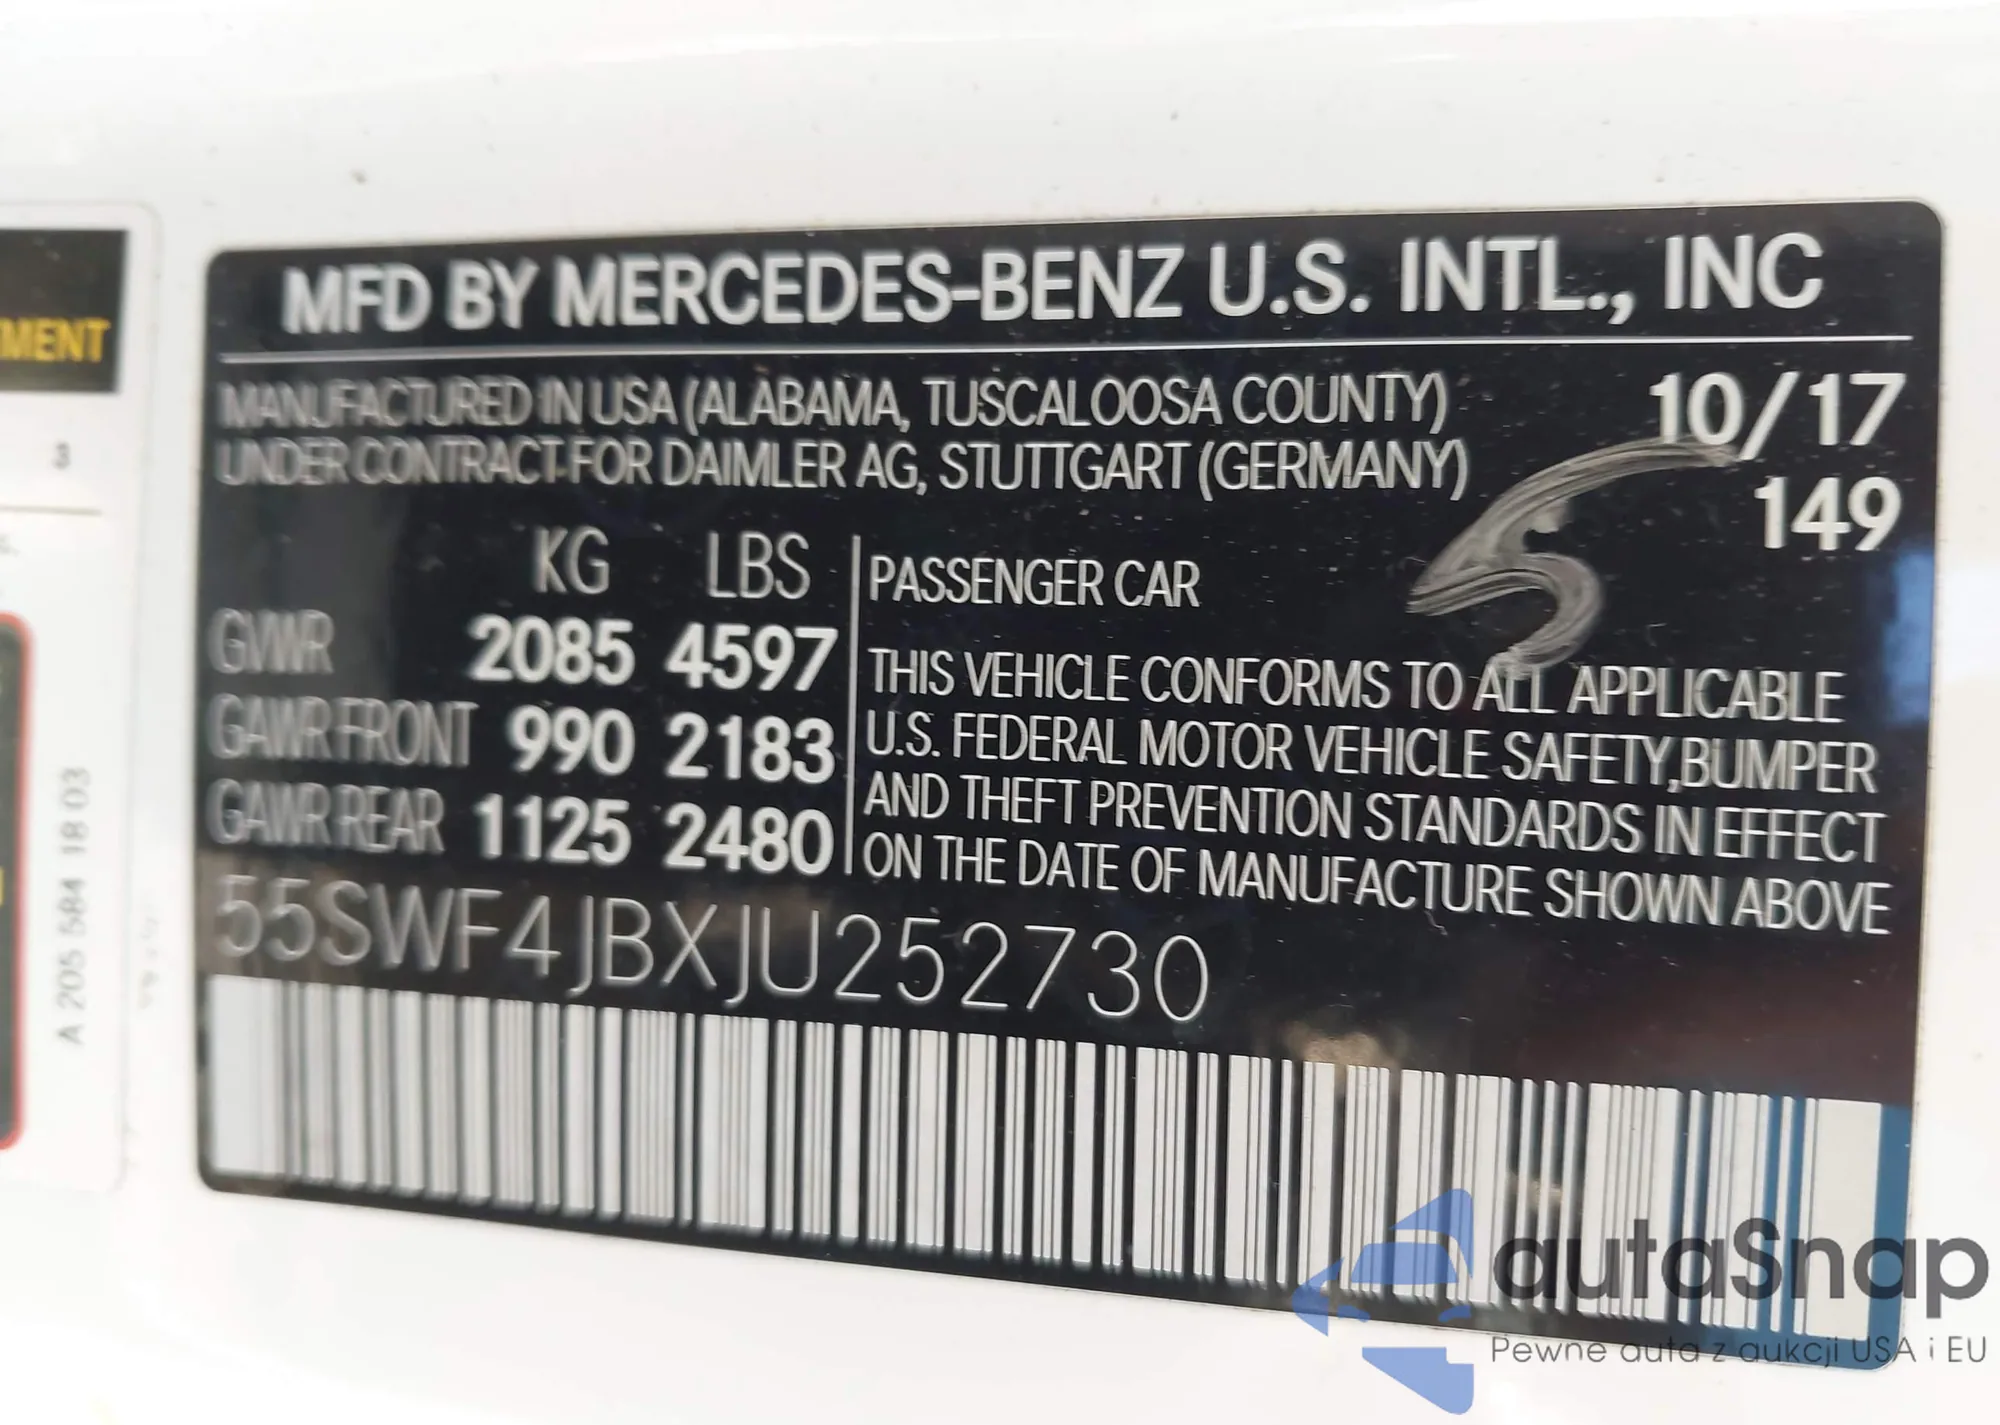 MENT
3
A 205 584 18 03
MFD BY MERCEDES-BENZ U.S. INTL., INC
MANUFACTURED IN USA (ALABAMA, TUSCALOOSA COUNTY)
10/17
UNDER CONTRACT FOR DAIMLER AG, STUTTGART (GERMANY)
149
5
KG LBS
GVWR 2085 4597
GAWR FRONT 990 2183
GAWR REAR 1125 2480
PASSENGER CAR
THIS VEHICLE CONFORMS TO ALL APPLICABLE
U.S. FEDERAL MOTOR VEHICLE SAFETY,BUMPER
AND THEFT PREVENTION STANDARDS IN EFFECT
ON THE DATE OF MANUFACTURE SHOWN ABOVE
55SWF4JBXJU252730
autaSnap
Pewne auta z aukcji USA i EU